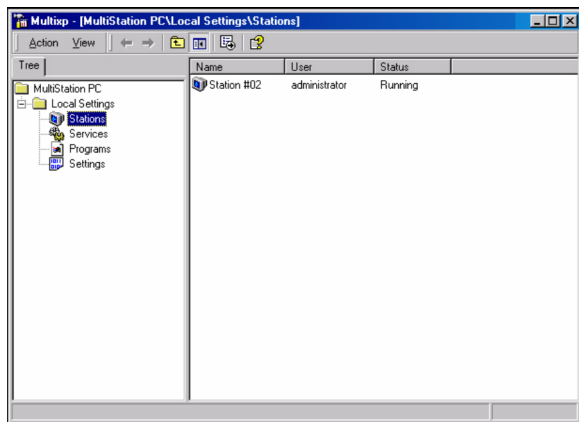 Multixp - [MultiStation PC\Local Settings\Stations]
Action View
Tree
Name User Status
MultiStation PC
Station #02 administrator Running
Local Settings
Stations
Services
Programs
Settings